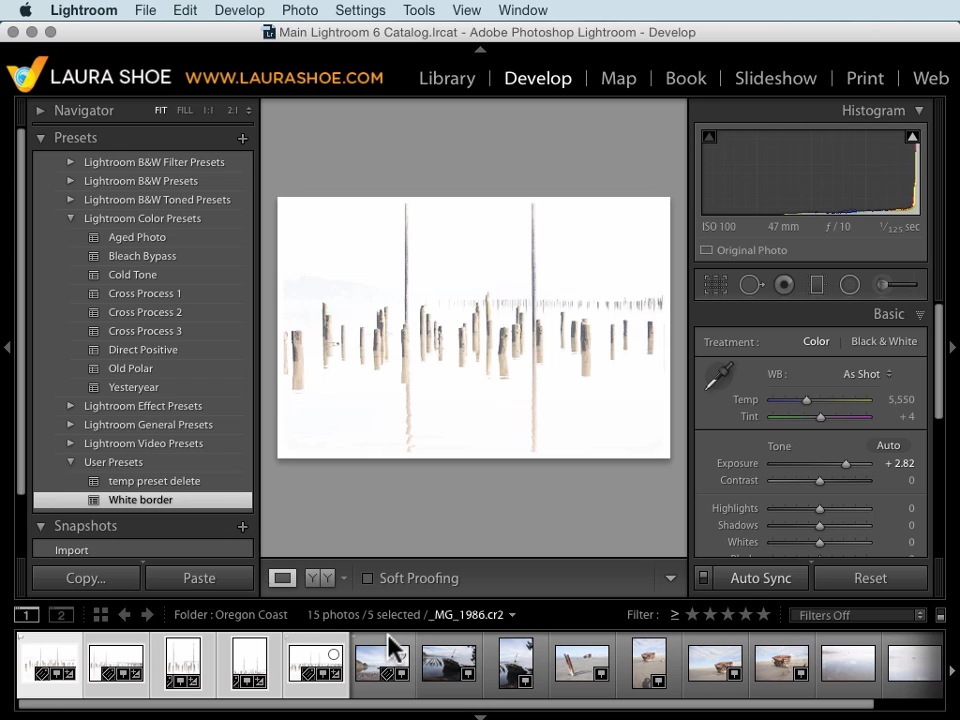 Lightroom File Edit Develop Photo Settings Tools View Window
Main Lightroom 6 Catalog.lrcat - Adobe Photoshop Lightroom - Develop
LAURA SHOE WWW.LAURASHOE.COM Library | Develop | Map | Book | Slideshow | Print | Web
Navigator FIT FILL 1:1 2:1
Presets +
Lightroom B&W Filter Presets
Lightroom B&W Presets
Lightroom B&W Toned Presets
Lightroom Color Presets
Aged Photo
Bleach Bypass
Cold Tone
Cross Process 1
Cross Process 2
Cross Process 3
Direct Positive
Old Polar
Yesteryear
Lightroom Effect Presets
Lightroom General Presets
Lightroom Video Presets
User Presets
temp preset delete
White border
Snapshots +
Import
Copy... Paste
Histogram
ISO 100 47 mm ƒ / 10 1/125 sec
Original Photo
Basic
Treatment : Color | Black & White
WB : As Shot
Temp 5,550
Tint + 4
Tone Auto
Exposure + 2.82
Contrast 0
Highlights 0
Shadows 0
Whites 0
Auto Sync Reset
Y Y Soft Proofing
1 2 Folder : Oregon Coast 15 photos / 5 selected / _MG_1986.cr2 Filter : ≥ ★ ★ ★ ★ ★ Filters Off